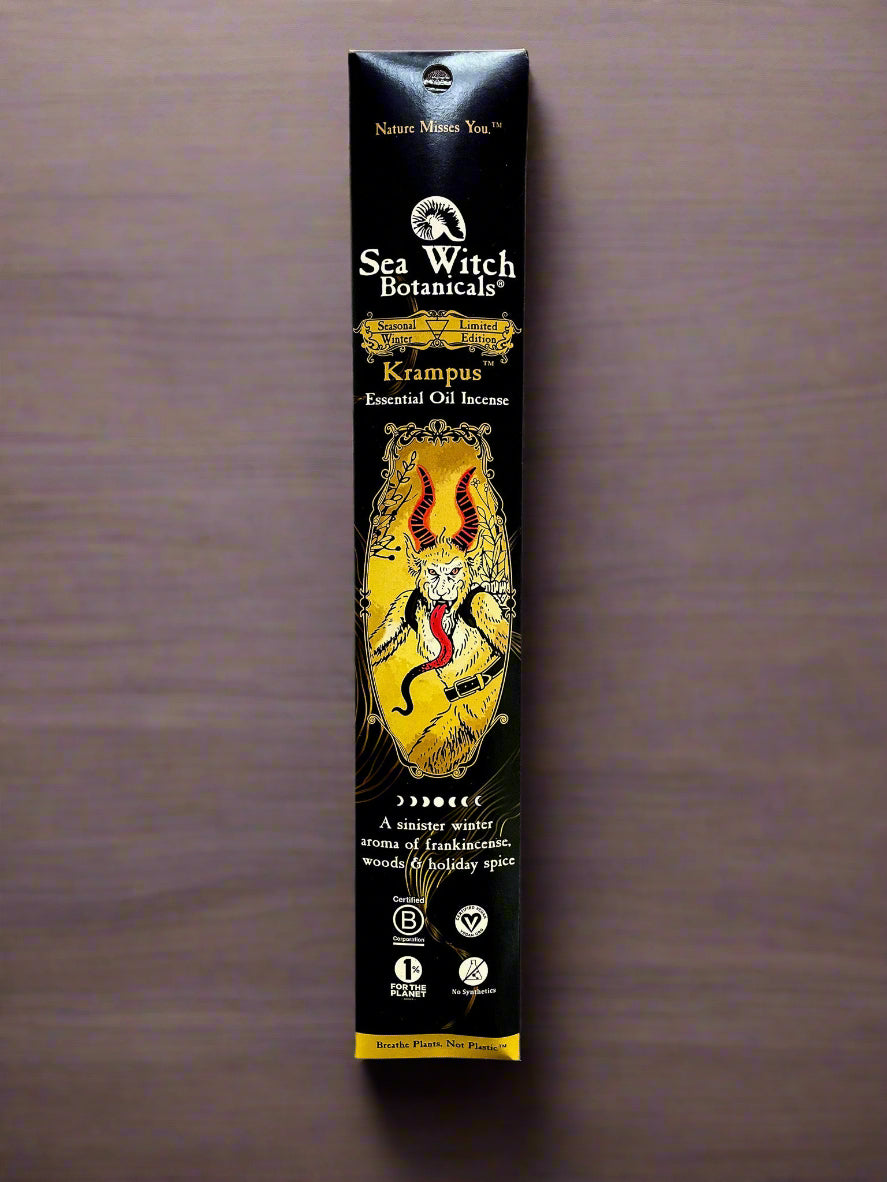 Nature Misses You.™
Sea Witch
Botanicals®
Seasonal Limited
Winter Edition
Krampus™
Essential Oil Incense
A sinister winter
aroma of frankincense,
woods & holiday spice
Certified
B
Corporation
1%
FOR THE
PLANET
No Synthetics
Breathe Plants, Not Plastic™